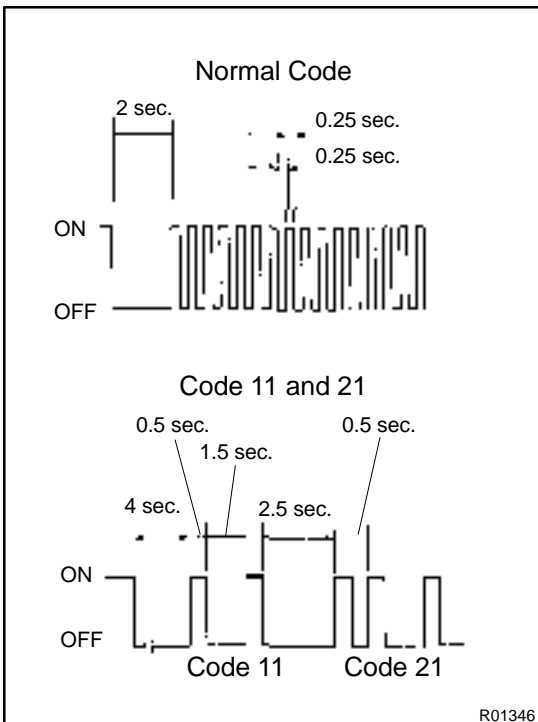 Normal Code
2 sec.
0.25 sec.
0.25 sec.
ON
OFF
Code 11 and 21
0.5 sec.
0.5 sec.
1.5 sec.
4 sec.
2.5 sec.
ON
OFF
Code 11
Code 21
R01346